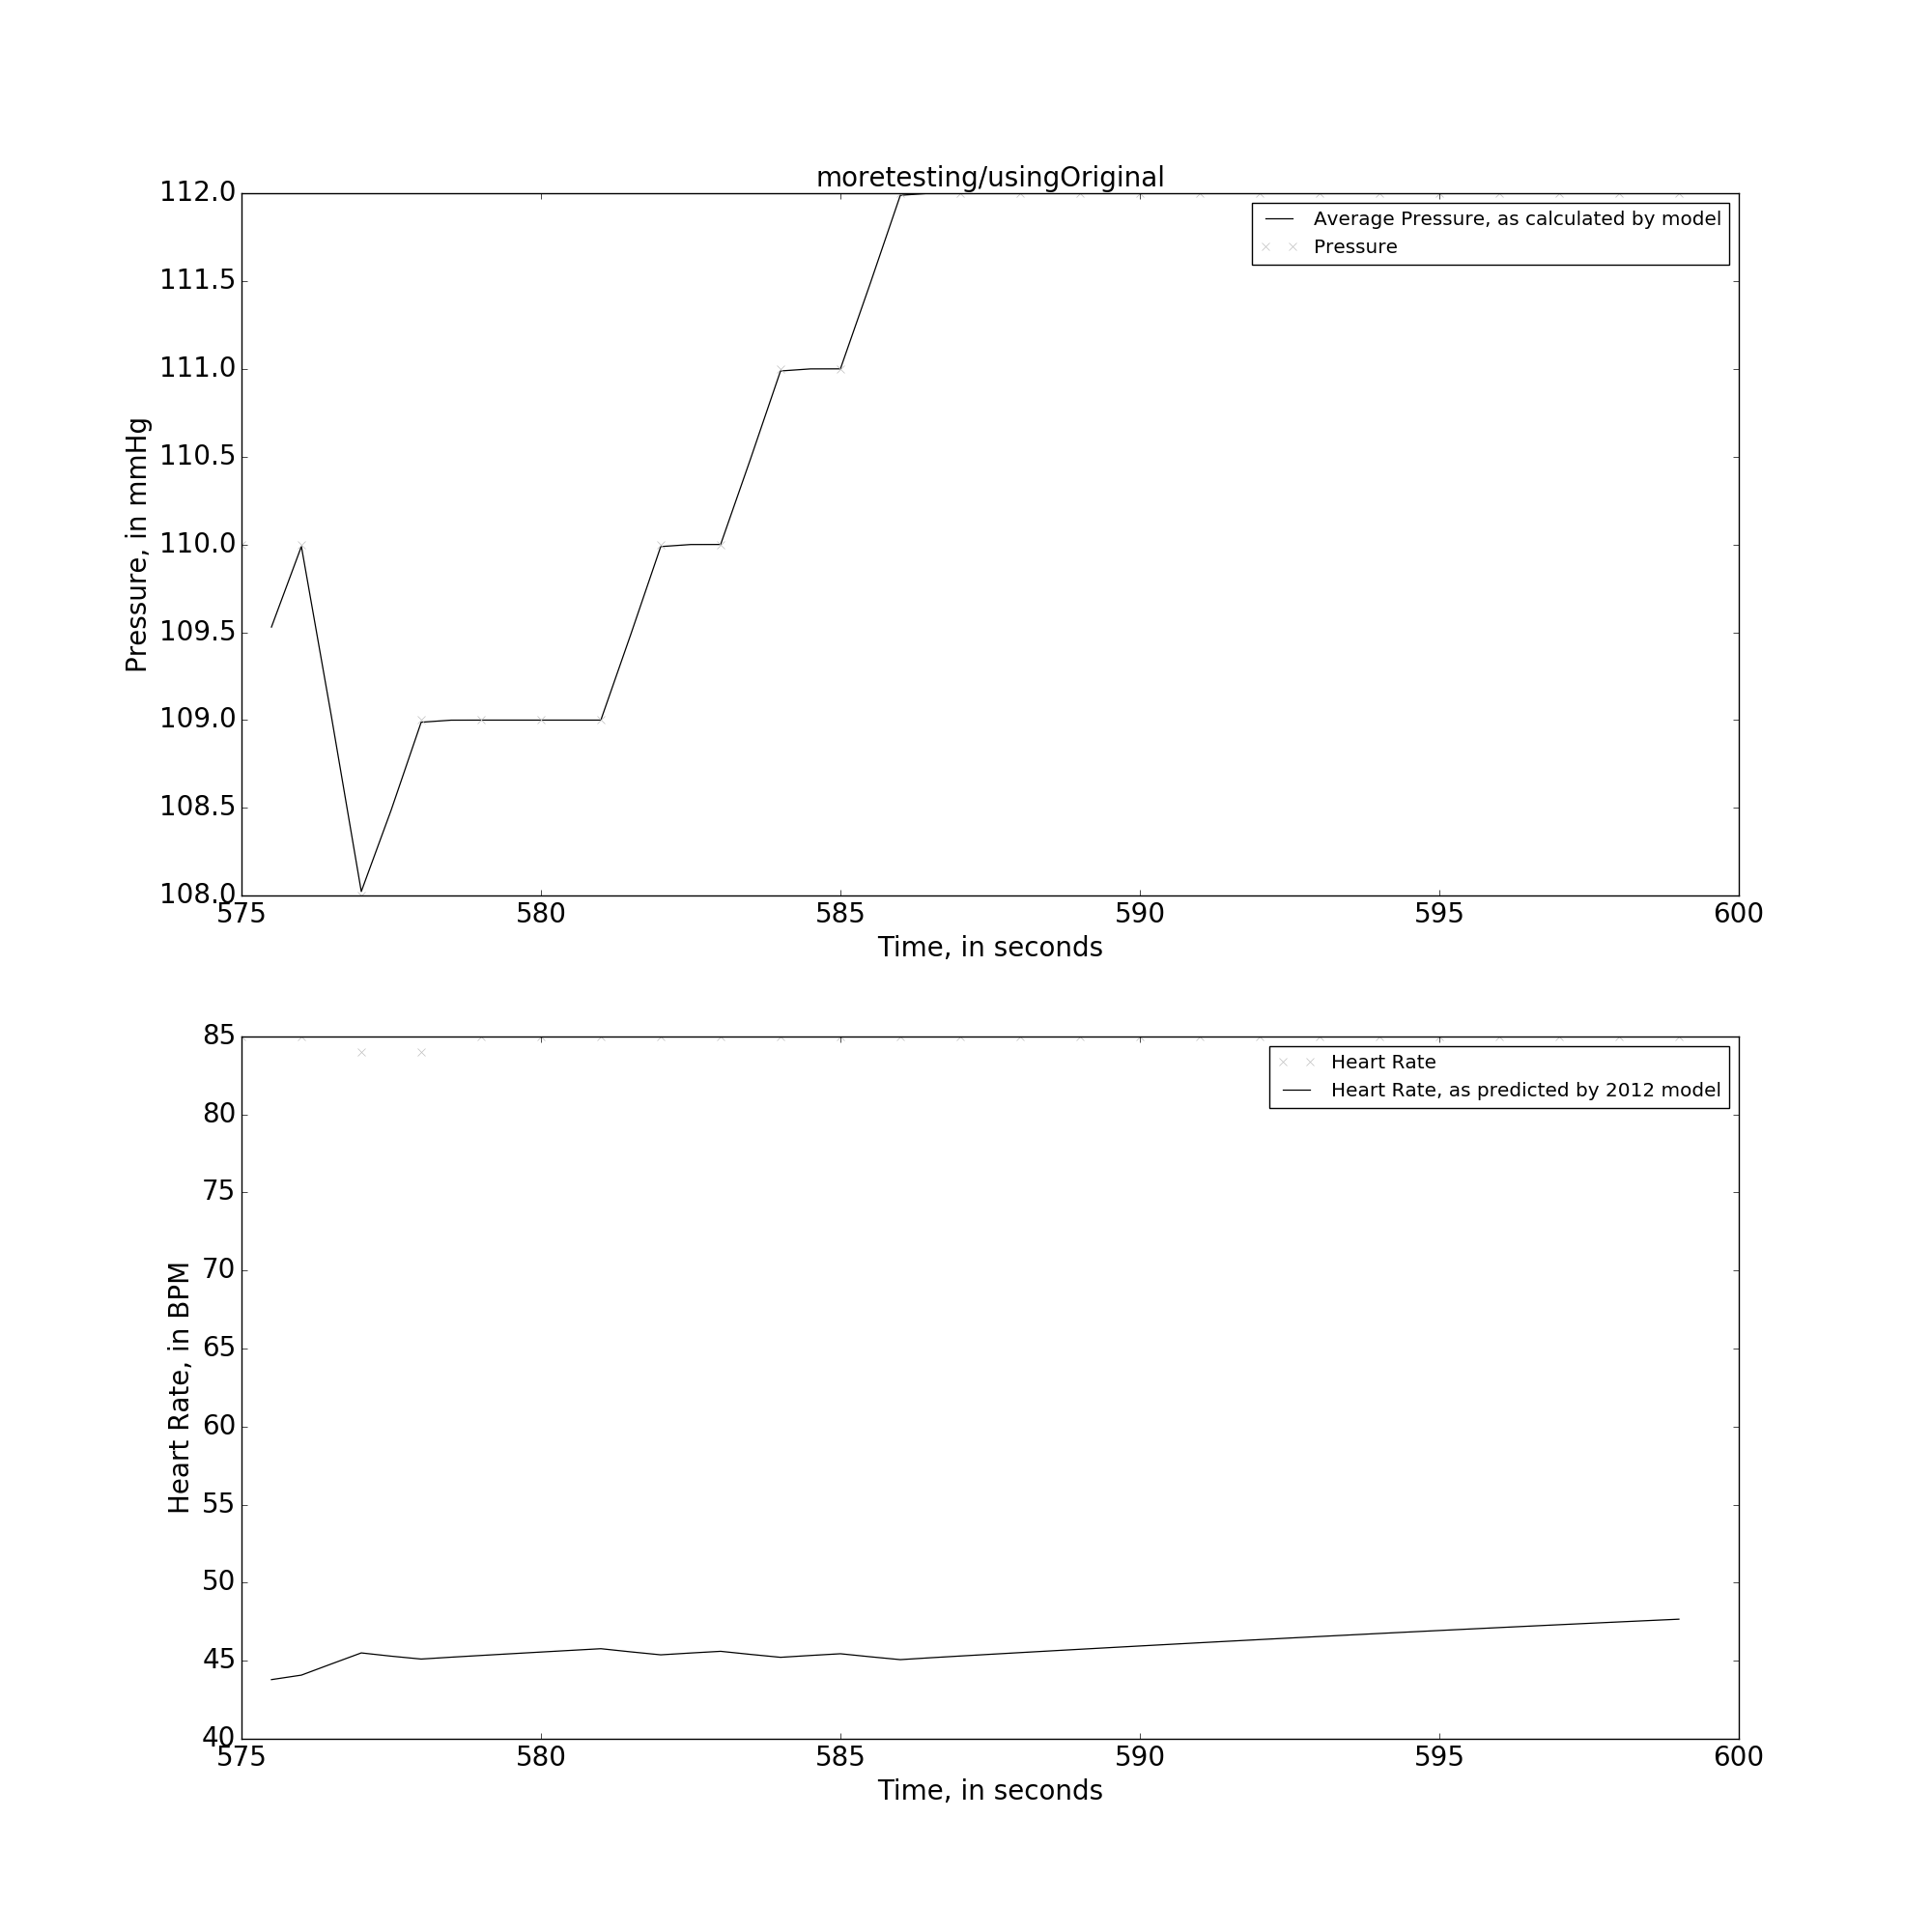 moretesting/usingOriginal
112.0
111.5
111.0
110.5
110.0
109.5
109.0
108.5
108.0
Pressure, in mmHg
Average Pressure, as calculated by model
Pressure
575 580 585 590 595 600
Time, in seconds
85
80
75
70
65
60
55
50
45
40
Heart Rate, in BPM
Heart Rate
Heart Rate, as predicted by 2012 model
575 580 585 590 595 600
Time, in seconds